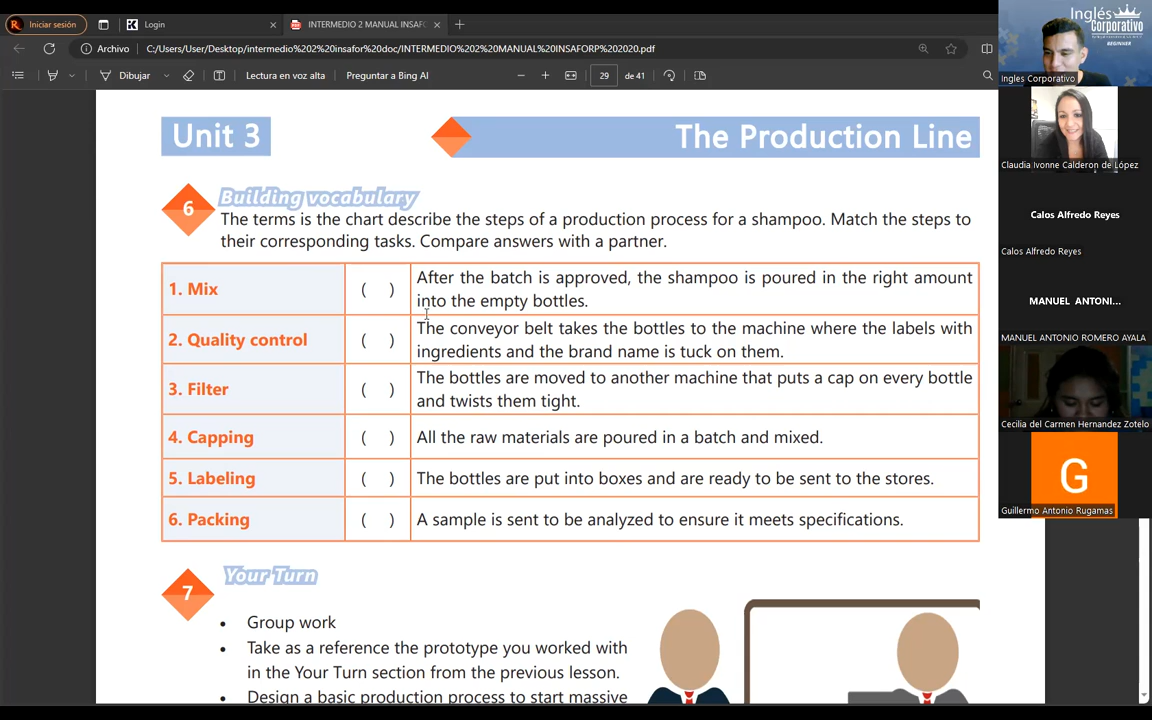 Iniciar sesión
Login
INTERMEDIO 2 MANUAL INSAF
Archivo
C:/Users/User/Desktop/intermedio%202%20insafor%20doc/INTERMEDIO%202%20MANUAL%20INSAFORP%202020.pdf
Dibujar
Lectura en voz alta
Preguntar a Bing AI
29
de 41
Unit 3
The Production Line
6
Building vocabulary
The terms is the chart describe the steps of a production process for a shampoo. Match the steps to
their corresponding tasks. Compare answers with a partner.
1. Mix ( ) After the batch is approved, the shampoo is poured in the right amount
into the empty bottles.
2. Quality control ( ) The conveyor belt takes the bottles to the machine where the labels with
ingredients and the brand name is tuck on them.
3. Filter ( ) The bottles are moved to another machine that puts a cap on every bottle
and twists them tight.
4. Capping ( ) All the raw materials are poured in a batch and mixed.
5. Labeling ( ) The bottles are put into boxes and are ready to be sent to the stores.
6. Packing ( ) A sample is sent to be analyzed to ensure it meets specifications.
7
Your Turn
• Group work
• Take as a reference the prototype you worked with
in the Your Turn section from the previous lesson.
• Design a basic production process to start massive
Inglés
Corporativo
BEGINNER
Ingles Corporativo
Claudia Ivonne Calderon de López
Calos Alfredo Reyes
Calos Alfredo Reyes
MANUEL ANTONI...
MANUEL ANTONIO ROMERO AYALA
Cecilia del Carmen Hernandez Zotelo
G
Guillermo Antonio Rugamas